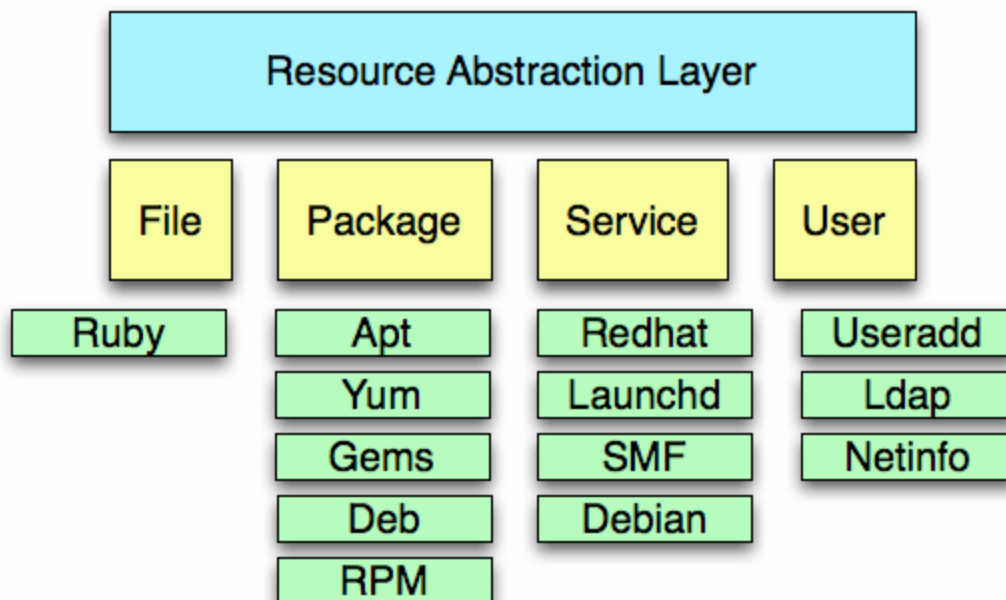 Resource Abstraction Layer
File Package Service User
Ruby Apt Redhat Useradd
Yum Launchd Ldap
Gems SMF Netinfo
Deb Debian
RPM